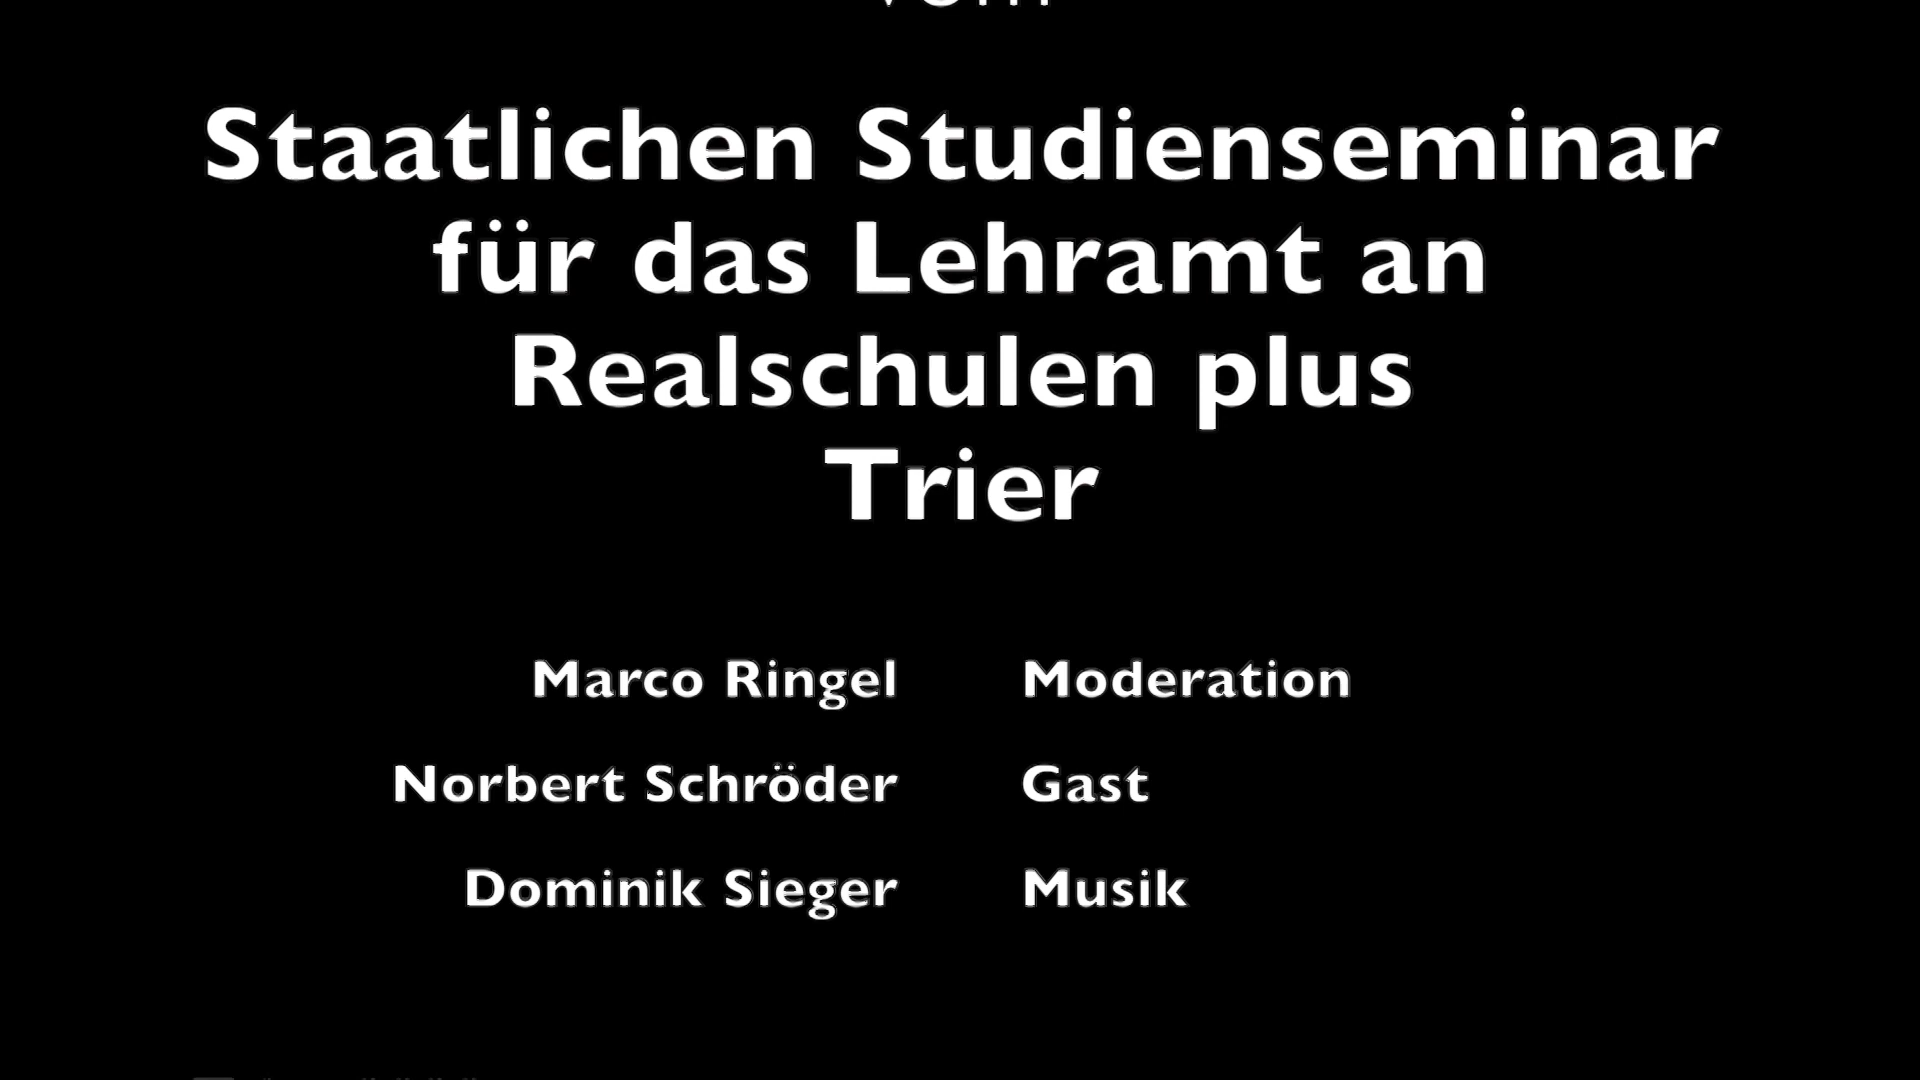 Staatlichen Studienseminar
für das Lehramt an
Realschulen plus
Trier
Marco Ringel Moderation
Norbert Schröder Gast
Dominik Sieger Musik